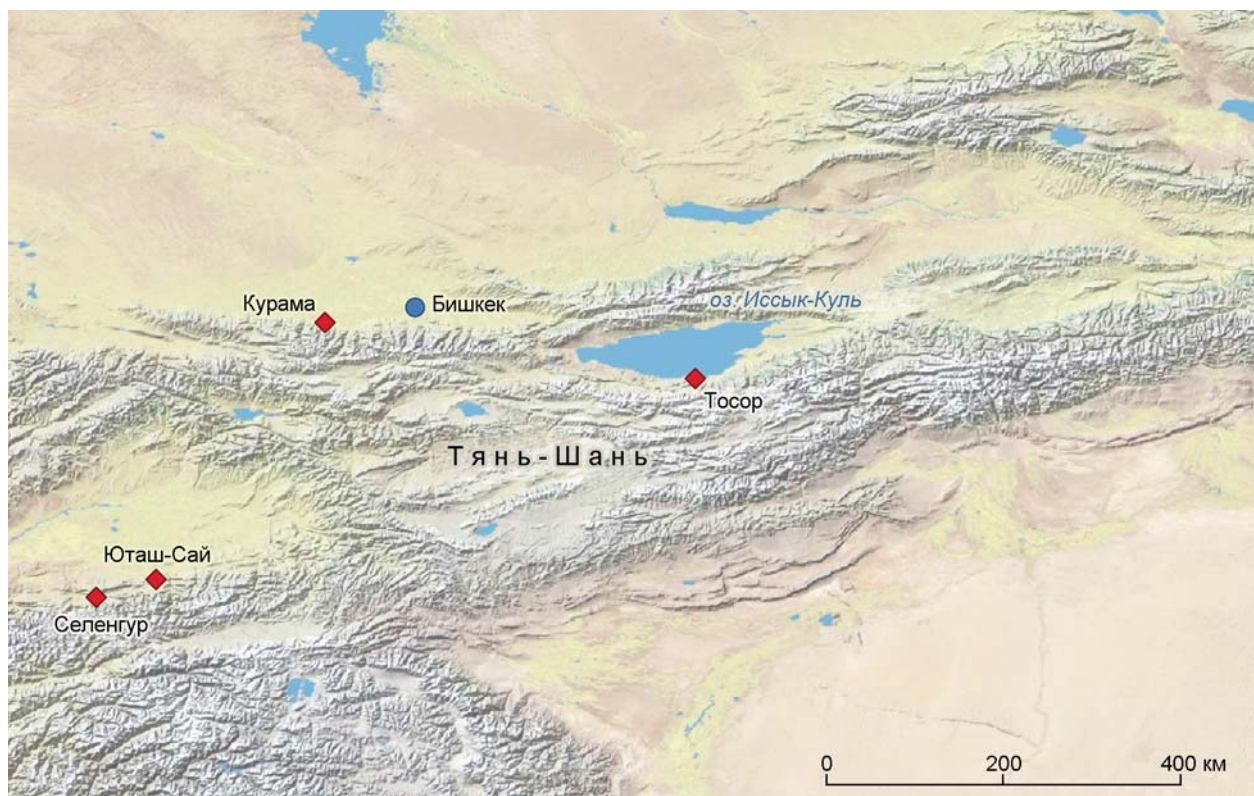 Курама
Бишкек
оз. Иссык-Куль
Тосор
Тянь-Шань
Юташ-Сай
Селенгур
0 200 400 км